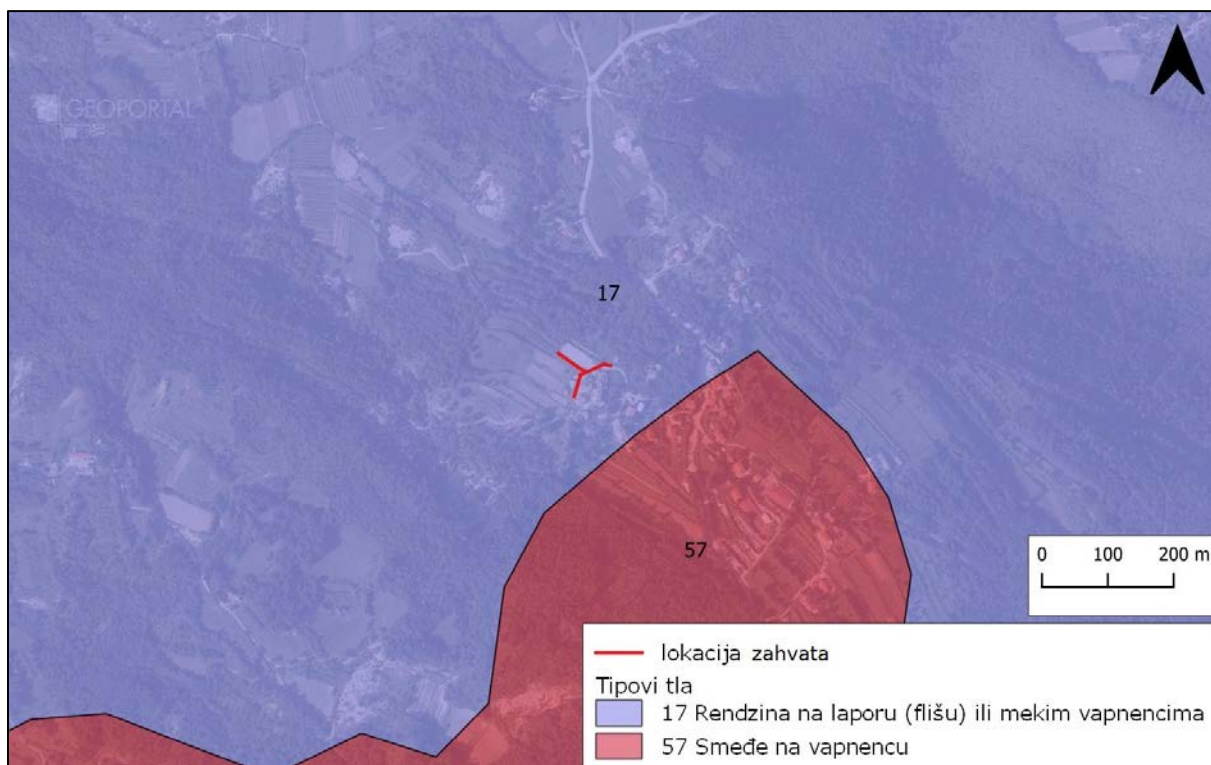 GEOPORTAL
17
57
0 100 200 m
lokacija zahvata
Tipovi tla
17 Rendzina na laporu (flišu) ili mekim vapnencima
57 Smeđe na vapnencu